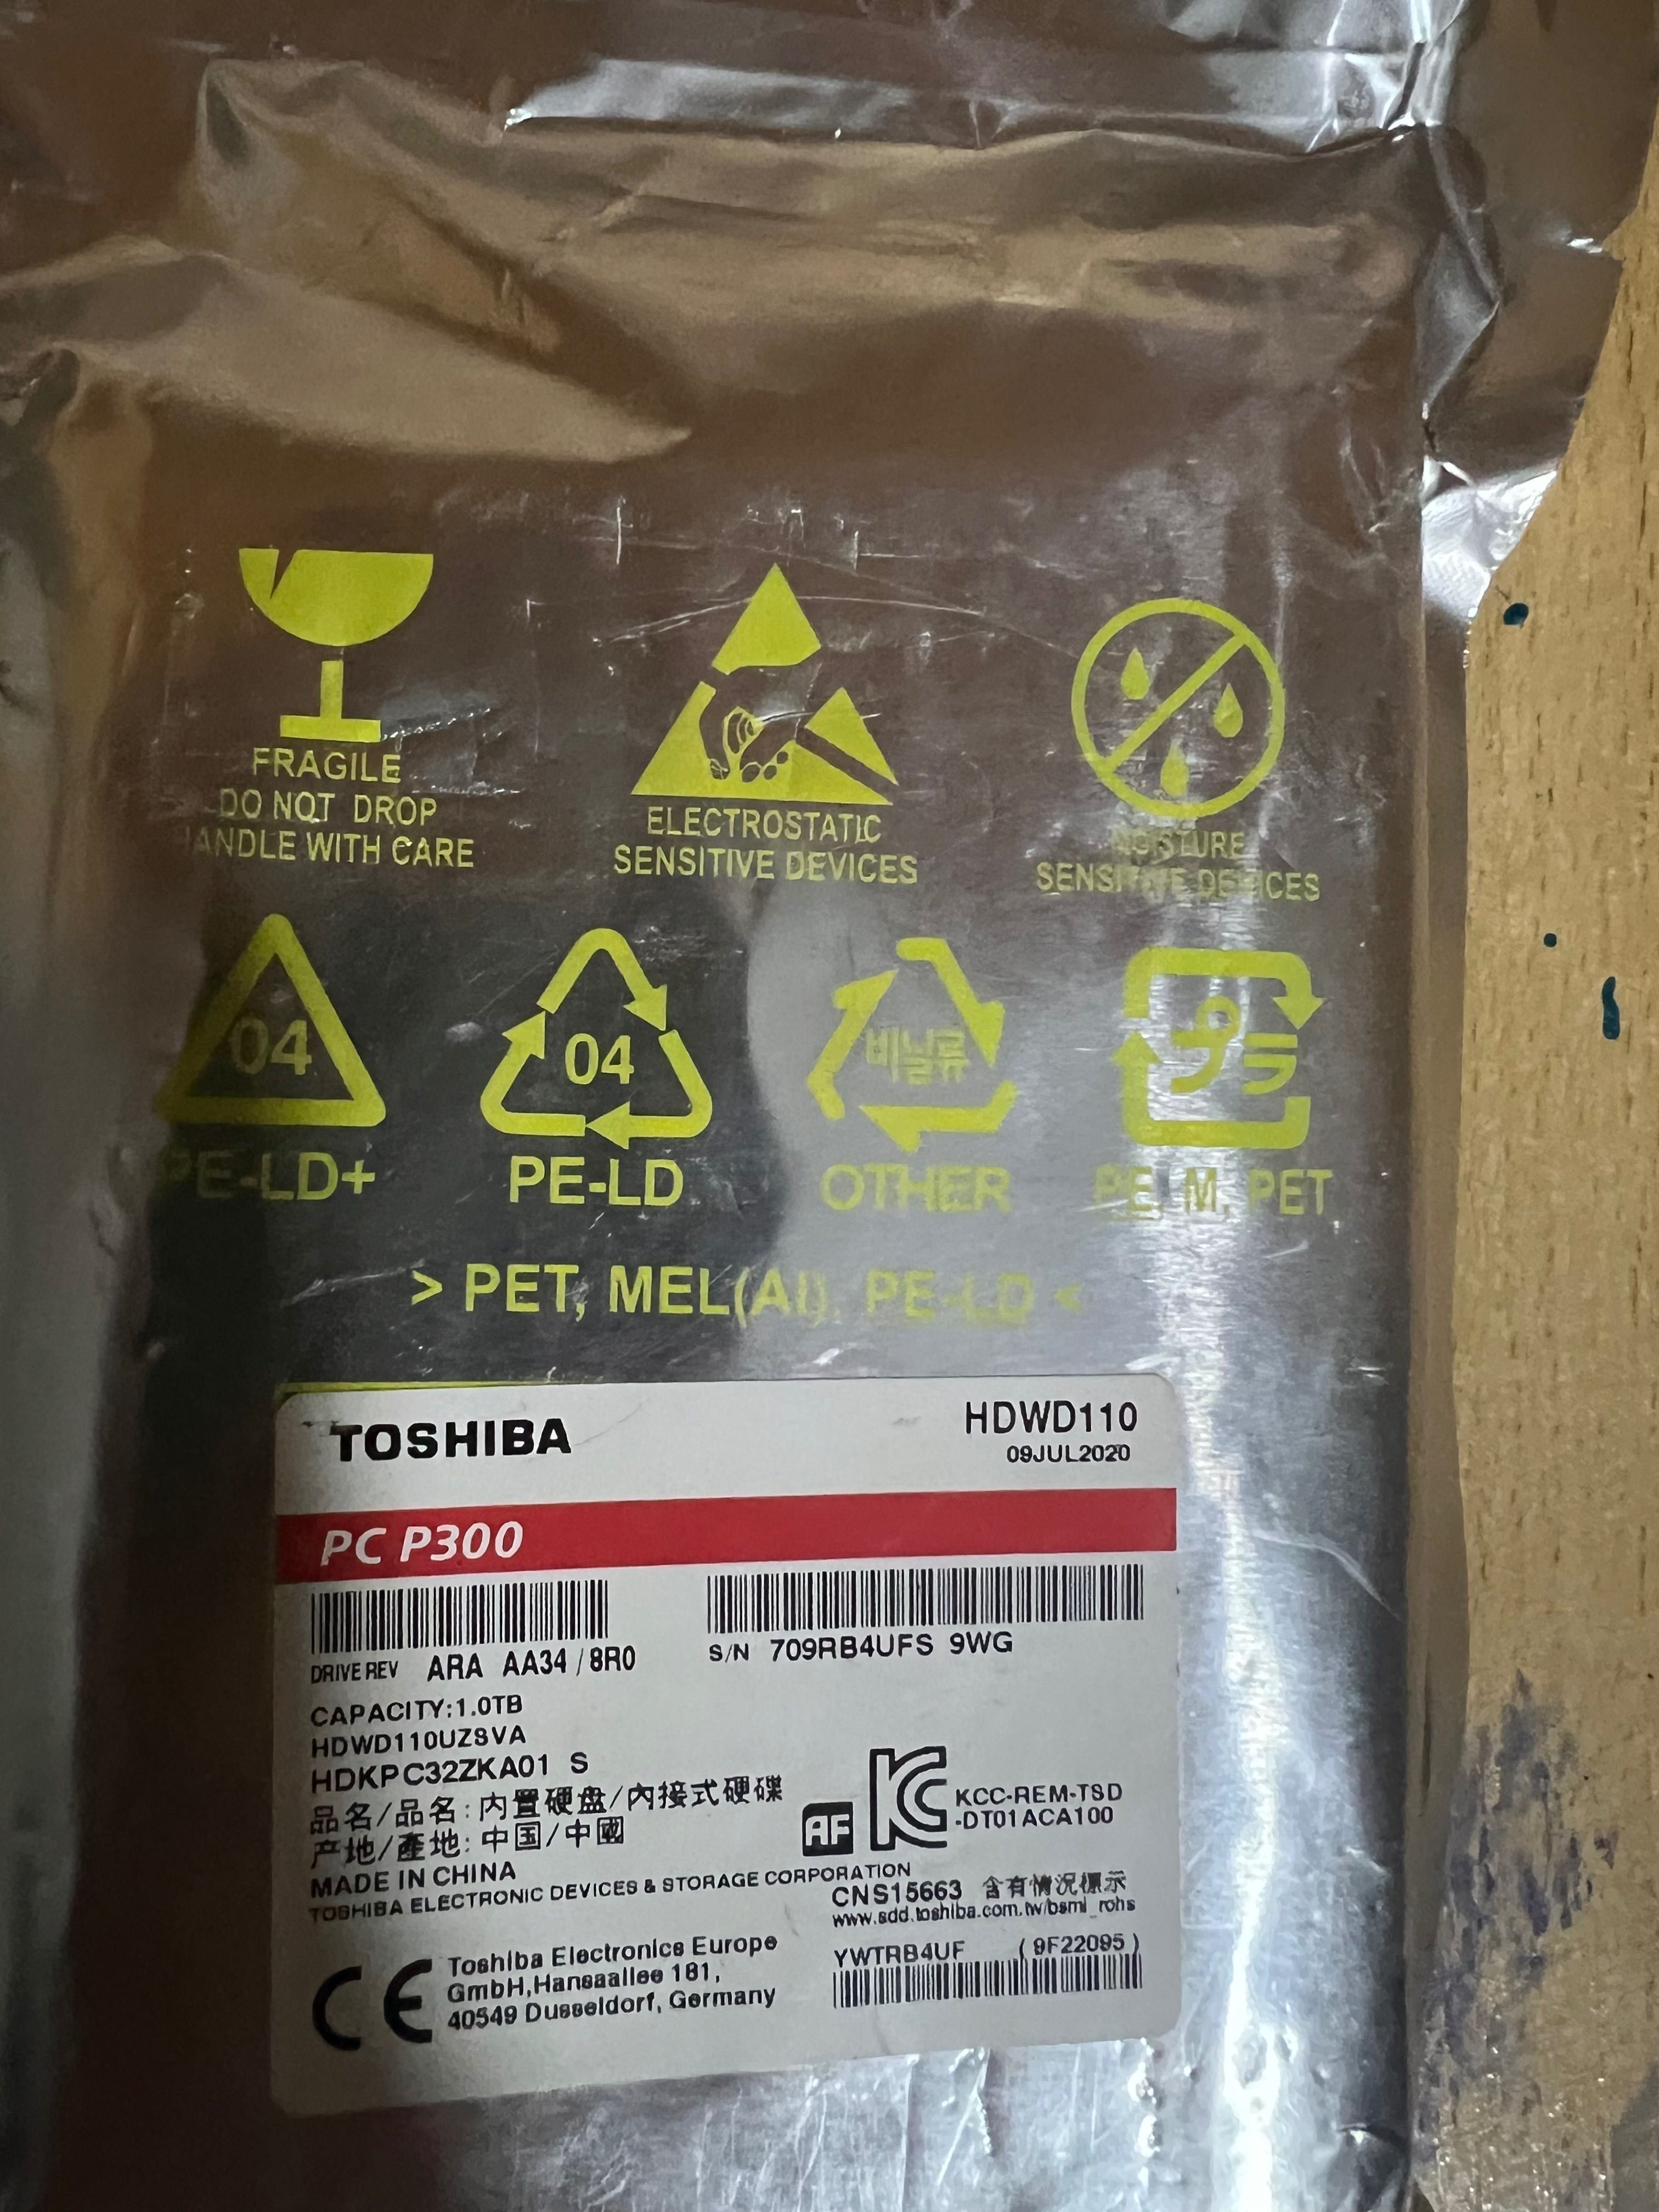 FRAGILE
DO NOT DROP
HANDLE WITH CARE
ELECTROSTATIC
SENSITIVE DEVICES
MOISTURE
SENSITIVE DEVICES
04
PE-LD+
04
PE-LD
비닐류
OTHER
プラ
PE, M, PET
> PET, MEL(Al), PE-LD <
TOSHIBA
HDWD110
09JUL2020
PC P300
DRIVE REV ARA AA34 / 8R0
S/N 709RB4UFS 9WG
CAPACITY:1.0TB
HDWD110UZSVA
HDKPC32ZKA01 S
品名/品名: 内置硬盘/內接式硬碟
产地/產地: 中国/中國
MADE IN CHINA
TOSHIBA ELECTRONIC DEVICES & STORAGE CORPORATION
AF
KC
KCC-REM-TSD
-DT01ACA100
CNS15663 含有情況標示
www.sdd.toshiba.com.tw/bsmi_rohs
CE
Toshiba Electronics Europe
GmbH,Hansaallee 181,
40549 Dusseldorf, Germany
YWTRB4UF (9F22095)